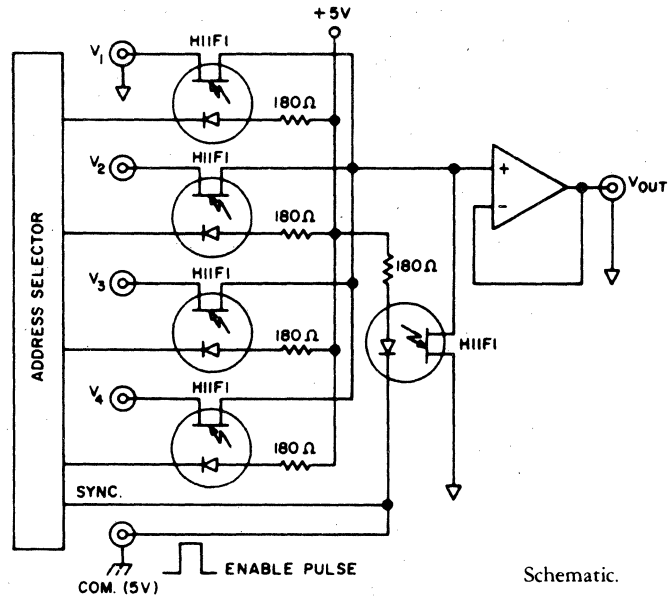 +5V
V1
H11F1
180Ω
V2
H11F1
180Ω
V3
H11F1
180Ω
V4
H11F1
180Ω
ADDRESS SELECTOR
180Ω
H11F1
+
-
VOUT
SYNC.
COM. (5V)
ENABLE PULSE
Schematic.